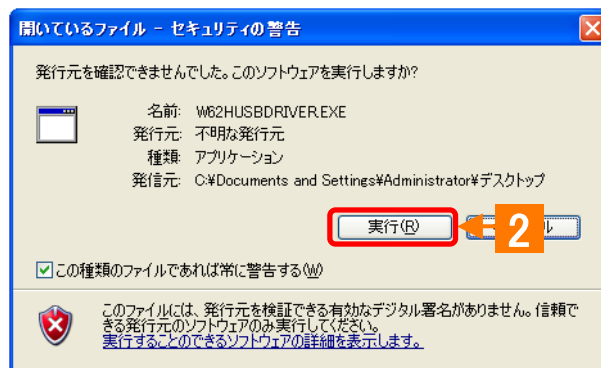 開いているファイル - セキュリティの警告
発行元を確認できませんでした。このソフトウェアを実行しますか?
名前: W62HUSBDRIVER.EXE
発行元: 不明な発行元
種類: アプリケーション
発信元: C:¥Documents and Settings¥Administrator¥デスクトップ
実行(R)
2
この種類のファイルであれば常に警告する(W)
このファイルには、発行元を検証できる有効なデジタル署名がありません。信頼で
きる発行元のソフトウェアのみ実行してください。
実行することのできるソフトウェアの詳細を表示します。